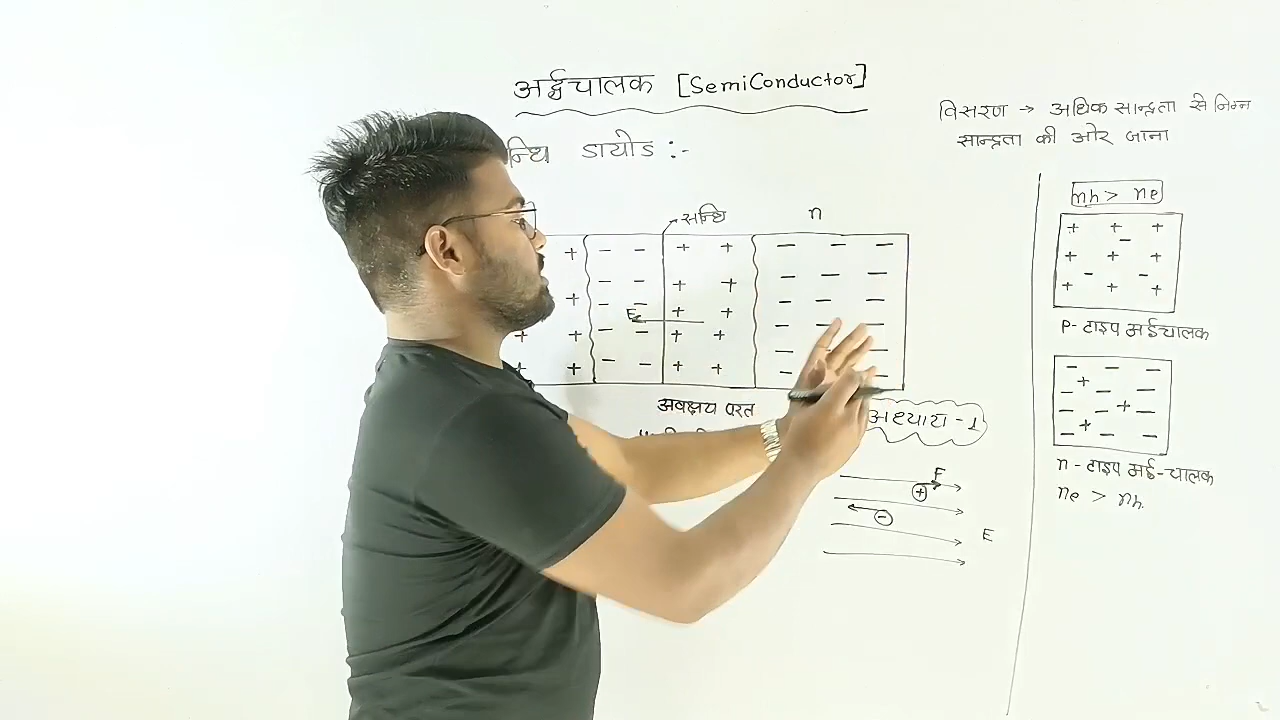 अर्द्धचालक [SemiConductor]
न्धि डायोड :-
सन्धि
n
E
अवक्षय परत
अध्याय - 1
F
E
विसरण → अधिक सान्द्रता से निम्न
सान्द्रता की ओर जाना
nh > ne
P- टाइप अर्द्धचालक
n - टाइप अर्द्ध-चालक
ne > nh